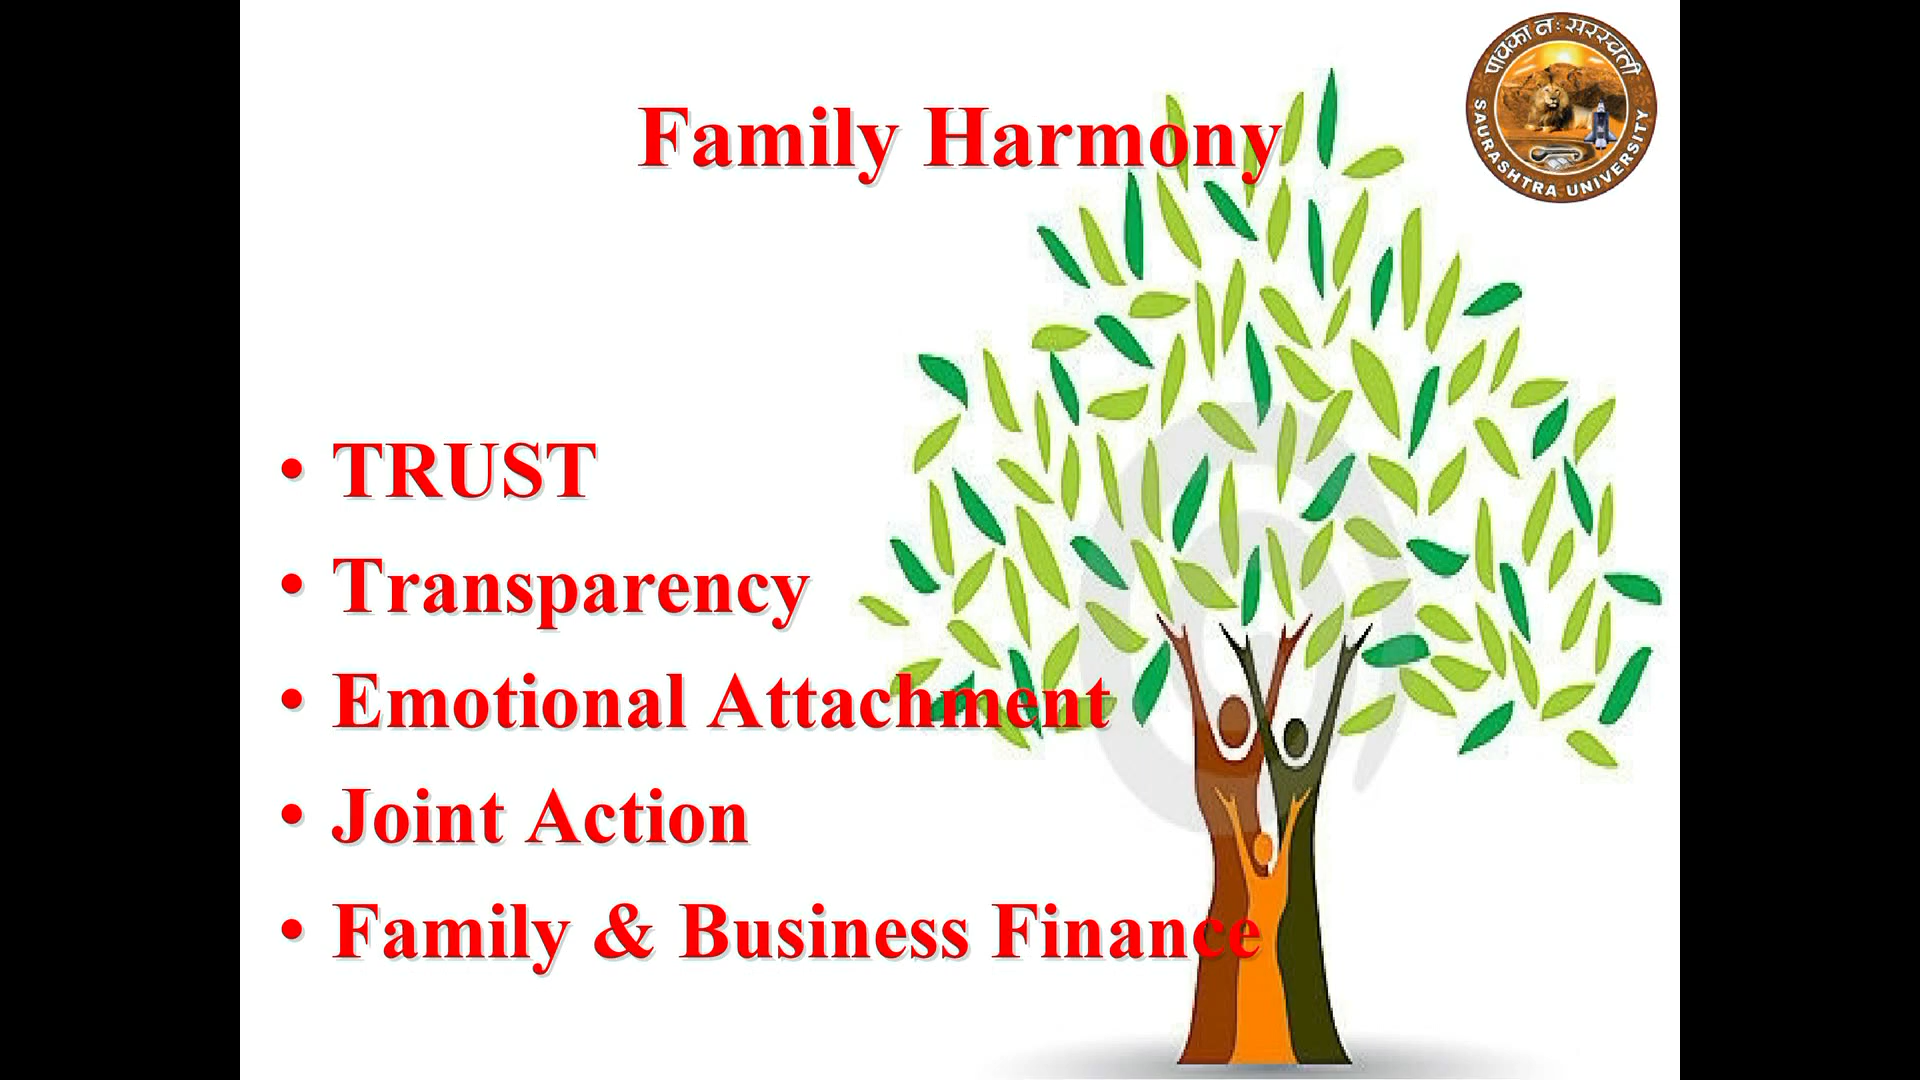 Family Harmony
पावका नः सरस्वती
SAURASHTRA UNIVERSITY
• TRUST
• Transparency
• Emotional Attachment
• Joint Action
• Family & Business Finance